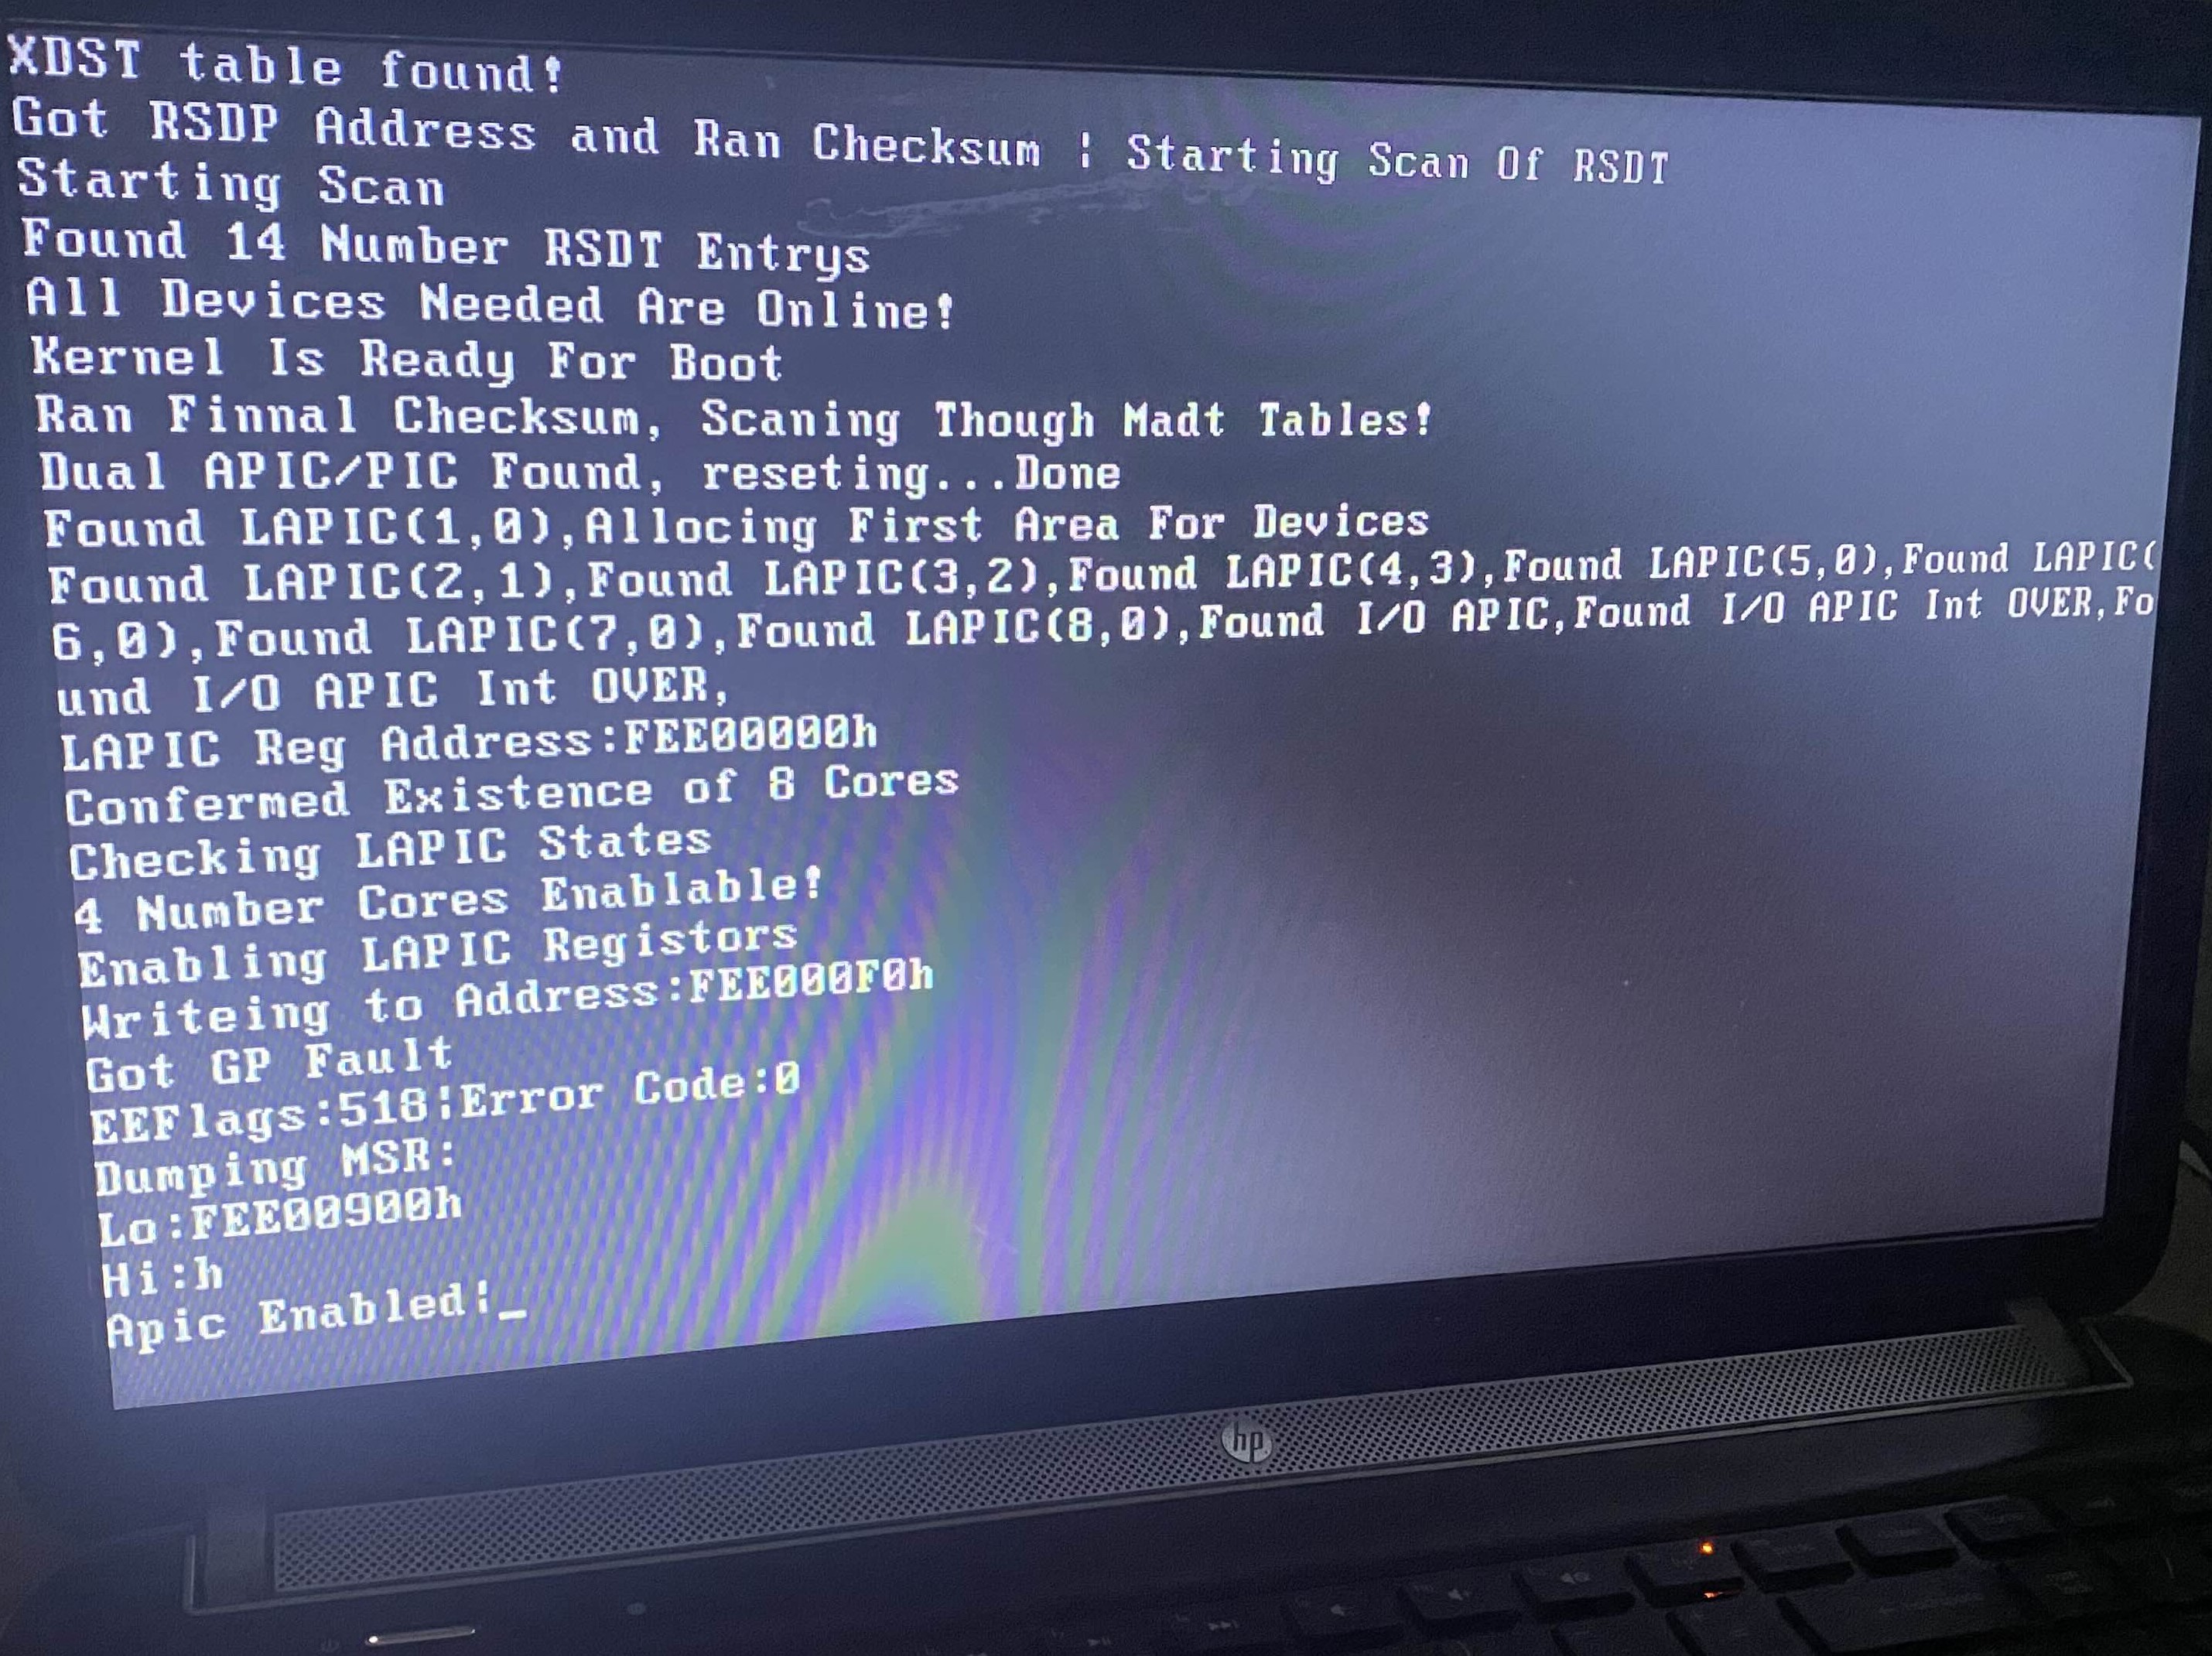 XDST table found!
Got RSDP Address and Ran Checksum ¦ Starting Scan Of RSDT
Starting Scan
Found 14 Number RSDT Entrys
All Devices Needed Are Online!
Kernel Is Ready For Boot
Ran Finnal Checksum, Scaning Though Madt Tables!
Dual APIC/PIC Found, reseting...Done
Found LAPIC(1,0),Allocing First Area For Devices
Found LAPIC(2,1),Found LAPIC(3,2),Found LAPIC(4,3),Found LAPIC(5,0),Found LAPIC(
6,0),Found LAPIC(7,0),Found LAPIC(8,0),Found I/O APIC,Found I/O APIC Int OVER,Fo
und I/O APIC Int OVER,
LAPIC Reg Address:FEE00000h
Confermed Existence of 8 Cores
Checking LAPIC States
4 Number Cores Enablable!
Enabling LAPIC Registors
Writeing to Address:FEE000F0h
Got GP Fault
EEFlags:518¦Error Code:0
Dumping MSR:
Lo:FEE00900h
Hi:h
Apic Enabled¦_
hp